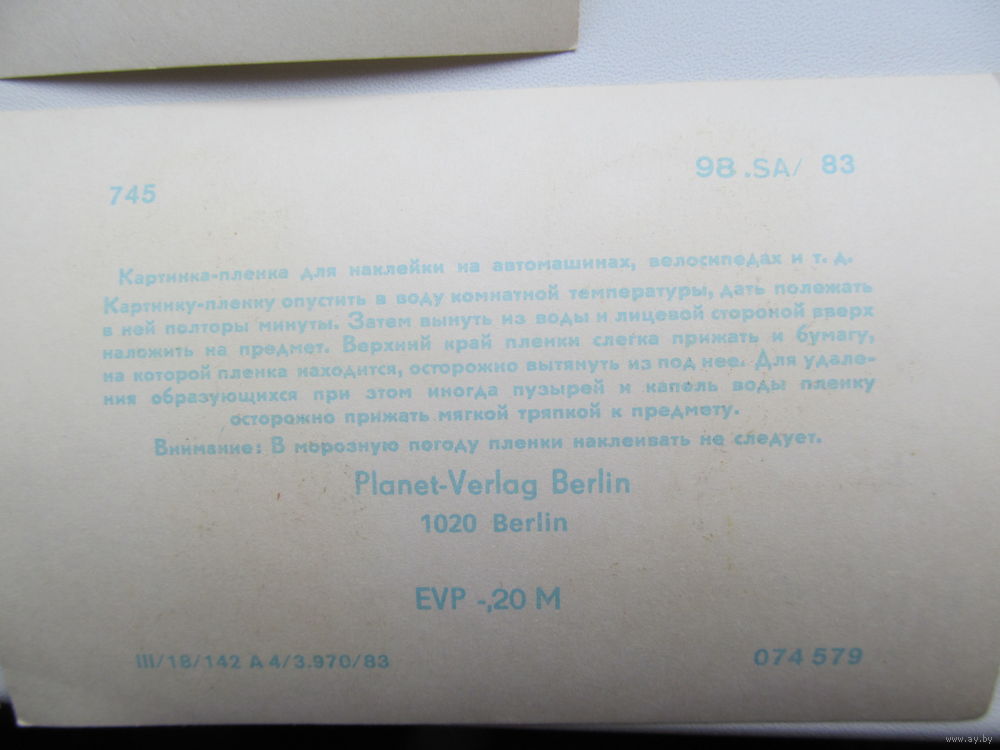 745
98 .SA/ 83
Картинка-пленка для наклейки на автомашинах, велосипедах и т. д.
Картинку-пленку опустить в воду комнатной температуры, дать полежать
в ней полторы минуты. Затем вынуть из воды и лицевой стороной вверх
наложить на предмет. Верхний край пленки слегка прижать и бумагу,
на которой пленка находится, осторожно вытянуть из под нее. Для удале-
ния образующихся при этом иногда пузырей и капель воды пленку
осторожно прижать мягкой тряпкой к предмету.
Внимание: В морозную погоду пленки наклеивать не следует.
Planet-Verlag Berlin
1020 Berlin
EVP -,20 M
III/18/142 A 4/3.970/83
074 579
www.ay.by